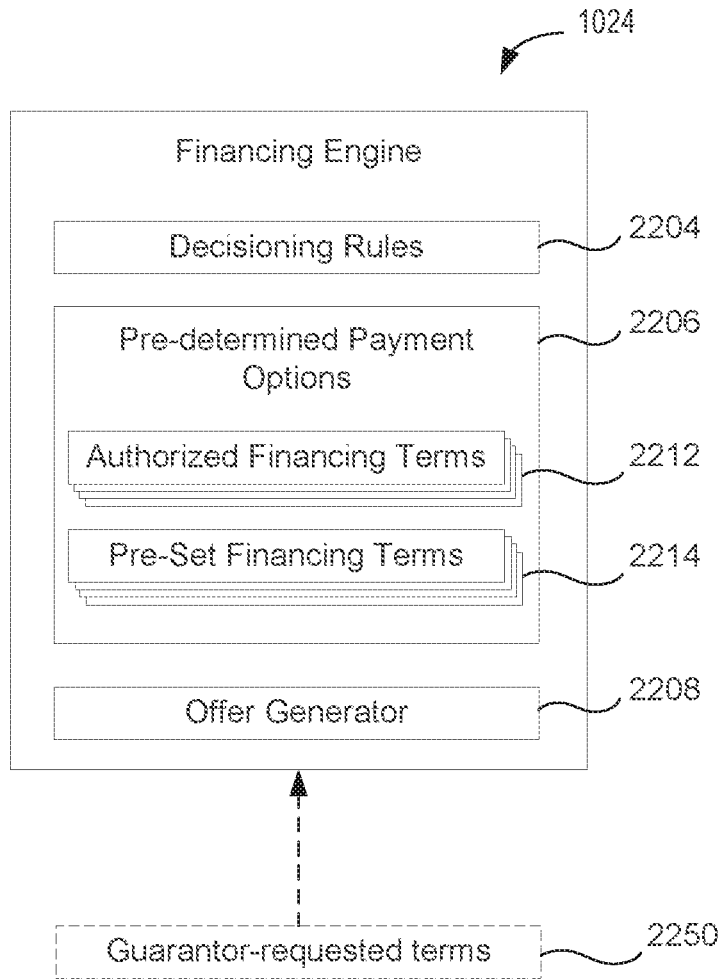 1024
Financing Engine
Decisioning Rules
2204
Pre-determined Payment
Options
2206
Authorized Financing Terms
2212
Pre-Set Financing Terms
2214
Offer Generator
2208
Guarantor-requested terms
2250